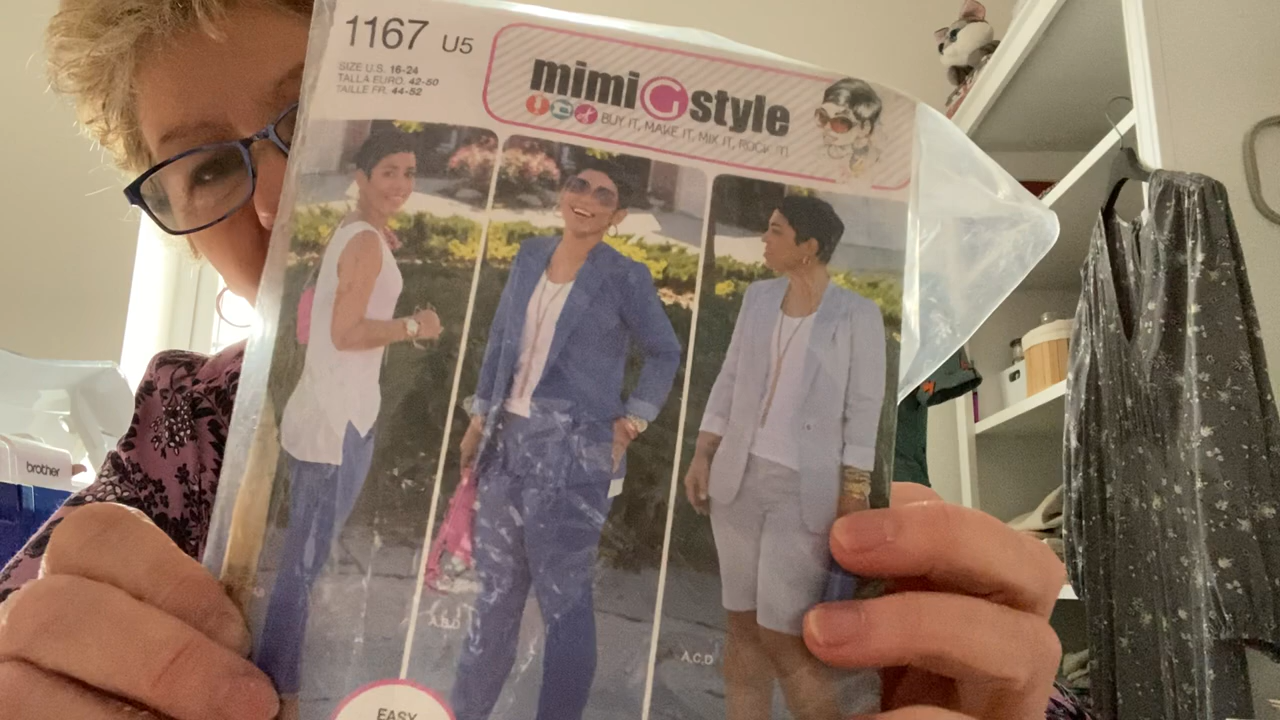 1167 U5
SIZE U.S. 16-24
TALLA EURO. 42-50
TAILLE FR. 44-52
mimi G style
BUY IT, MAKE IT, MIX IT, ROCK IT!
A,C,D
EASY
brother